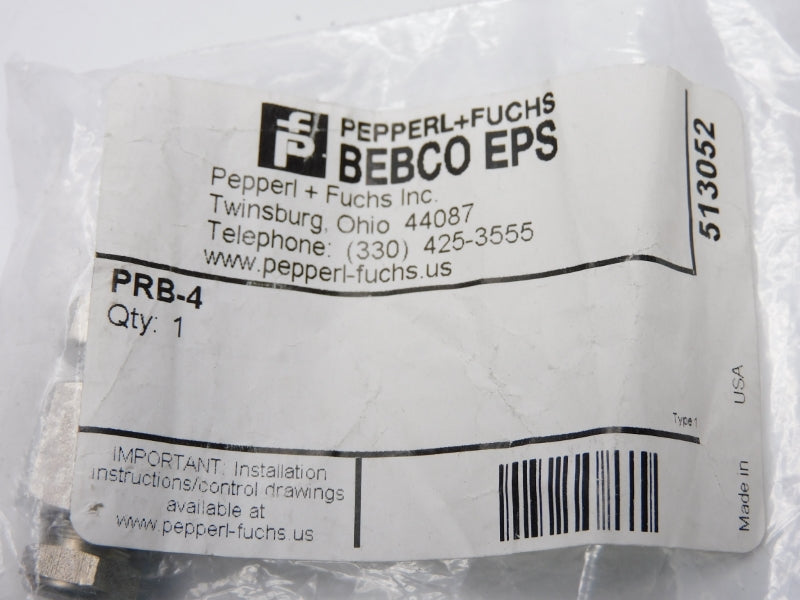 PEPPERL+FUCHS
BEBCO EPS
Pepperl + Fuchs Inc.
Twinsburg, Ohio 44087
Telephone: (330) 425-3555
www.pepperl-fuchs.us
513052
PRB-4
Qty: 1
Type 1
IMPORTANT: Installation
instructions/control drawings
available at
www.pepperl-fuchs.us
Made in USA